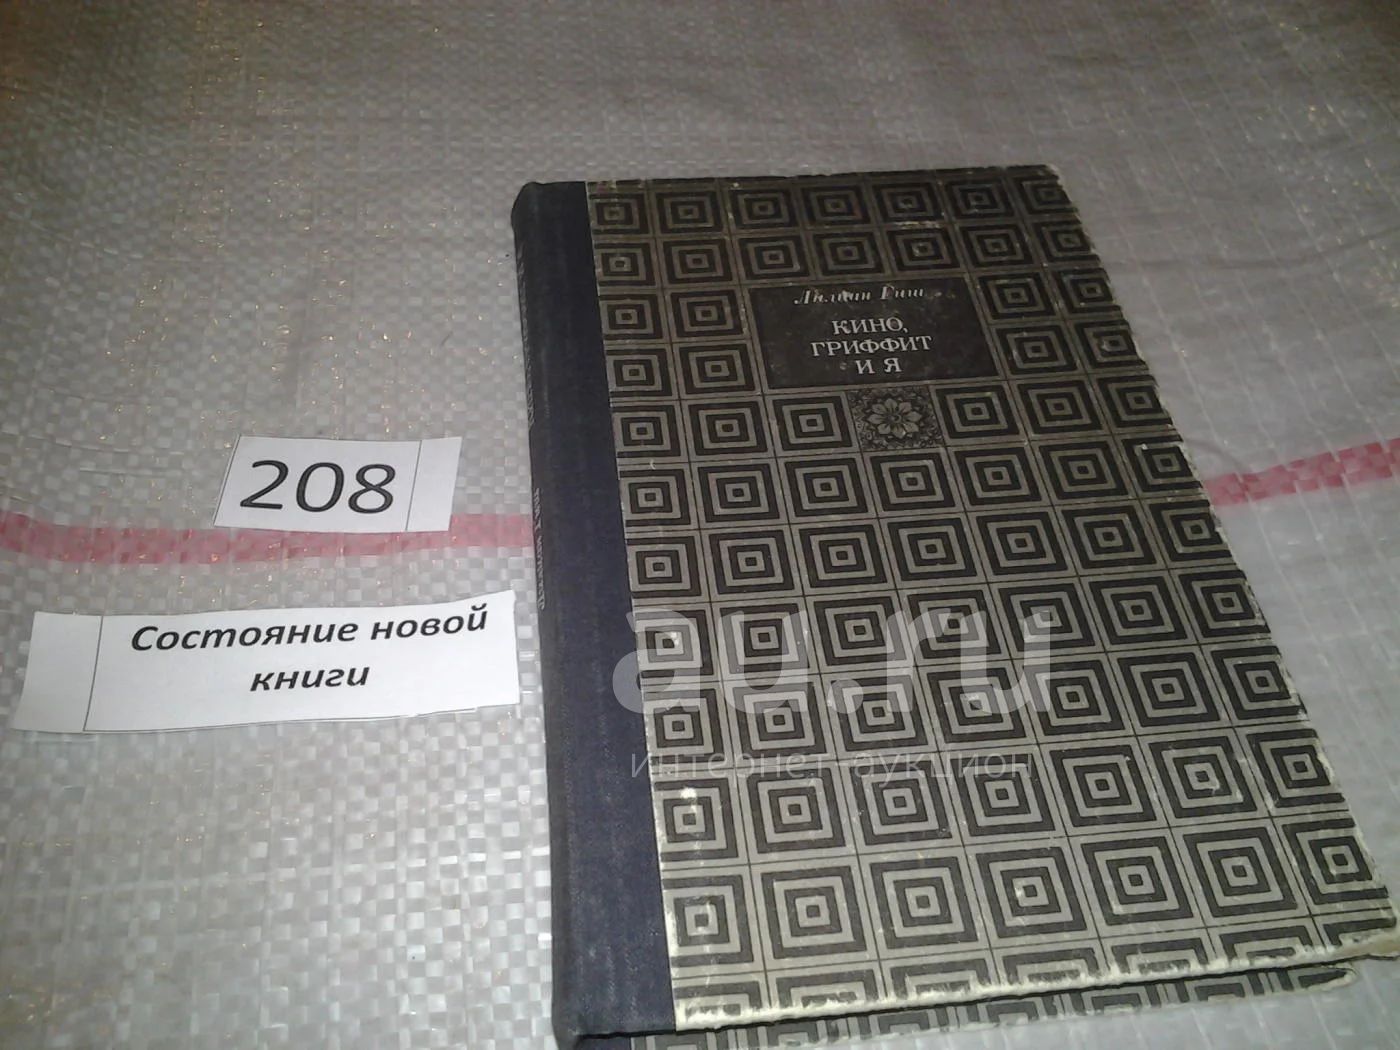 Лилиан Гиш
КИНО,
ГРИФФИТ
И Я
208
Состояние новой
книги
au.ru
интернет-аукцион